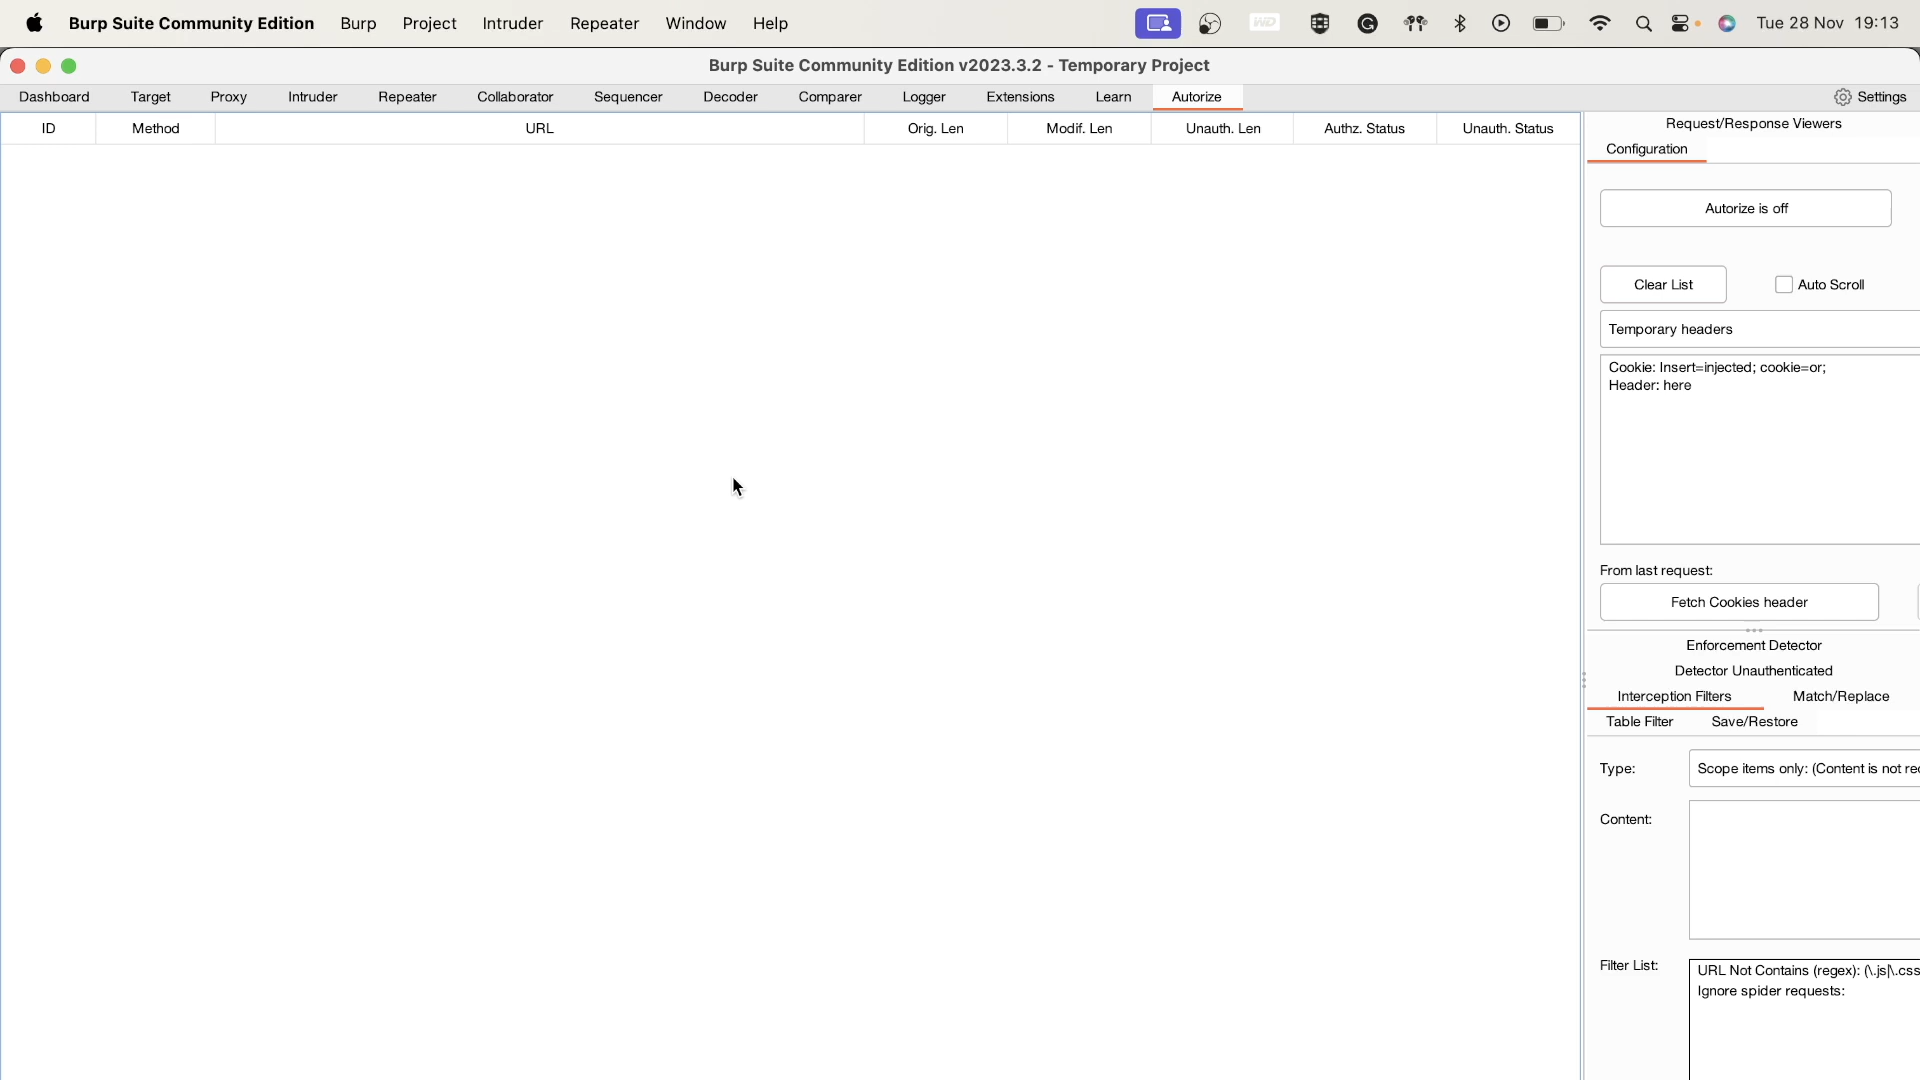 Burp Suite Community Edition Burp Project Intruder Repeater Window Help Tue 28 Nov 19:13
Burp Suite Community Edition v2023.3.2 - Temporary Project
Dashboard Target Proxy Intruder Repeater Collaborator Sequencer Decoder Comparer Logger Extensions Learn Autorize Settings
ID Method URL Orig. Len Modif. Len Unauth. Len Authz. Status Unauth. Status
Request/Response Viewers
Configuration
Autorize is off
Clear List Auto Scroll
Temporary headers
Cookie: Insert=injected; cookie=or;
Header: here
From last request:
Fetch Cookies header
Enforcement Detector
Detector Unauthenticated
Interception Filters Match/Replace
Table Filter Save/Restore
Type: Scope items only: (Content is not re
Content:
Filter List: URL Not Contains (regex): (\.js|\.css
Ignore spider requests: